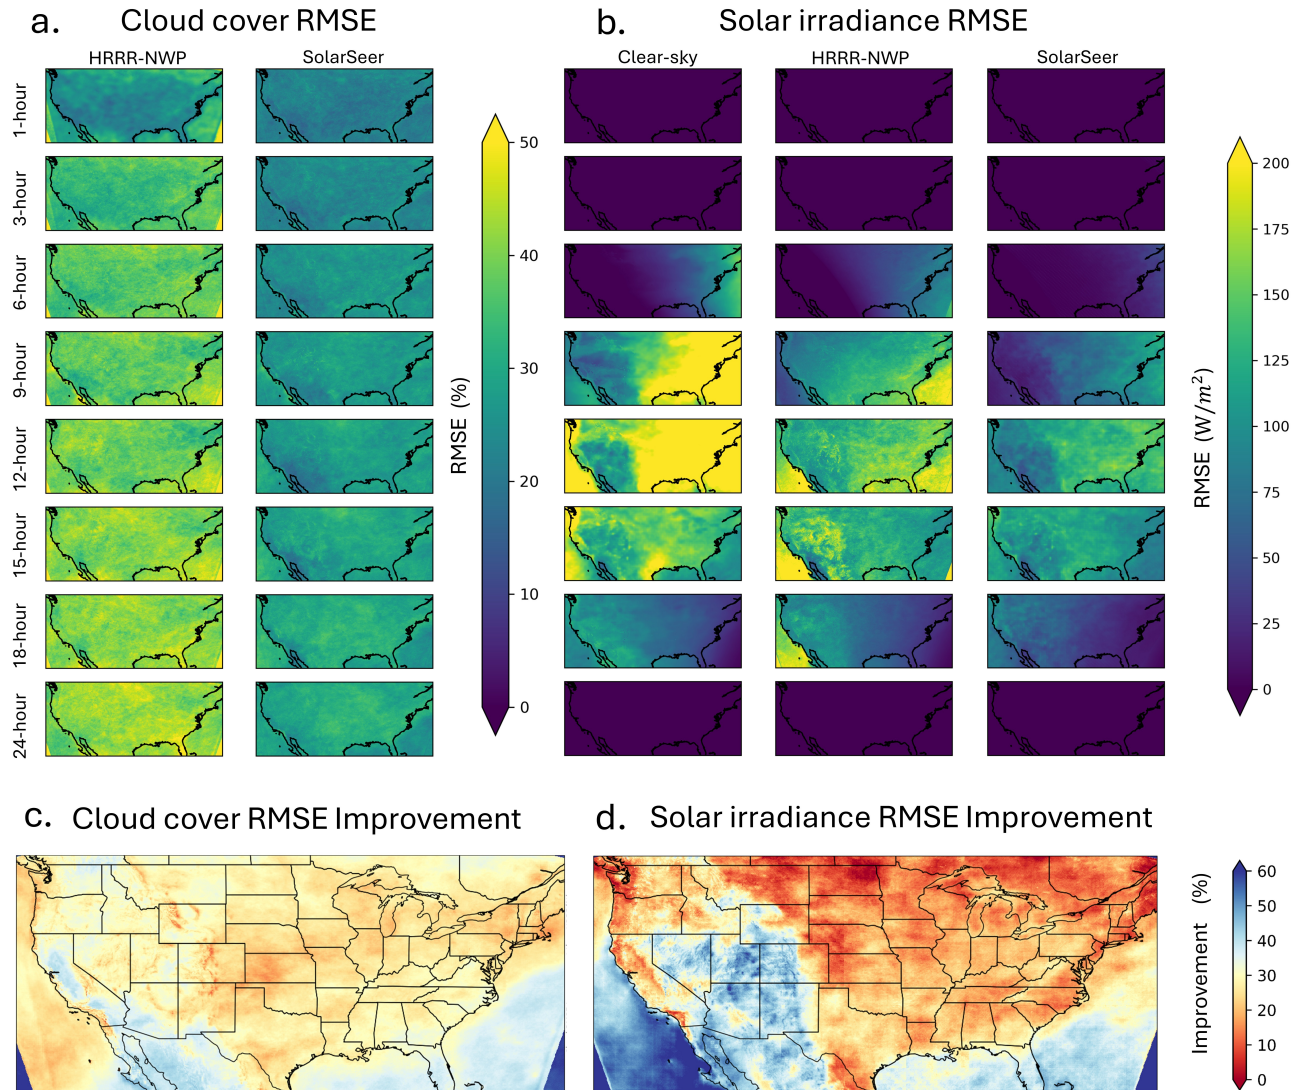 a. Cloud cover RMSE
b. Solar irradiance RMSE
HRRR-NWP SolarSeer
Clear-sky HRRR-NWP SolarSeer
1-hour
3-hour
6-hour
9-hour
12-hour
15-hour
18-hour
24-hour
50
40
30
20
10
0
RMSE (%)
200
175
150
125
100
75
50
25
0
RMSE (W/m²)
c. Cloud cover RMSE Improvement
d. Solar irradiance RMSE Improvement
60
50
40
30
20
10
0
Improvement (%)